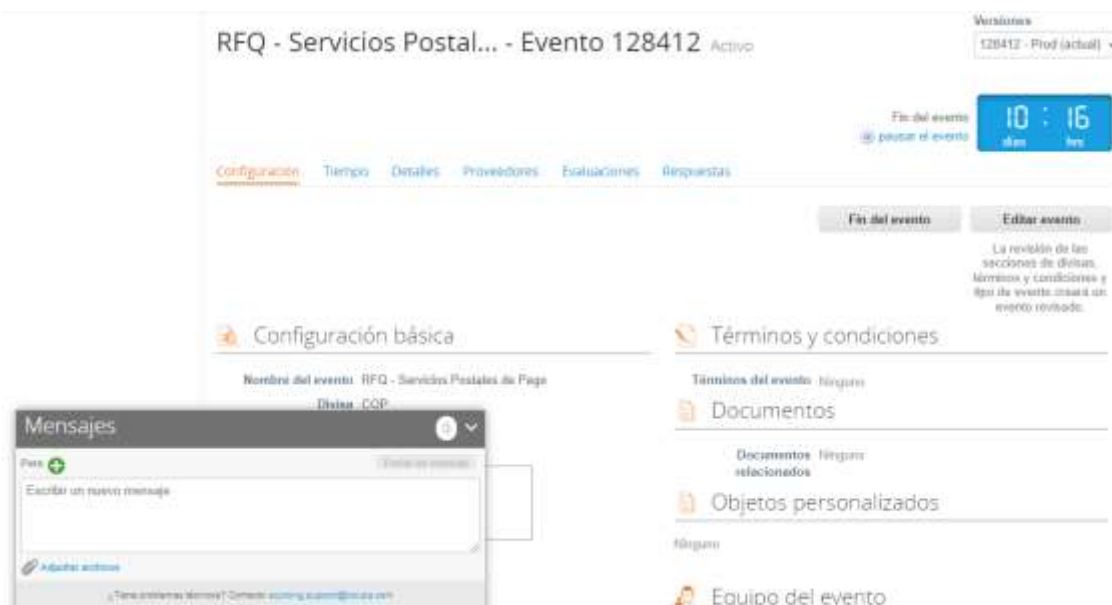 Versiones
RFQ - Servicios Postal... - Evento 128412 Activo
128412 - Prod (actual)
Fin del evento
pausar el evento
10 : 16
días hrs
Configuración Tiempo Detalles Proveedores Evaluaciones Respuestas
Fin del evento Editar evento
La revisión de las
secciones de divisas,
términos y condiciones y
tipo de evento creará un
evento revisado.
Configuración básica
Nombre del evento RFQ - Servicios Postales de Pago
Divisa COP
Términos y condiciones
Términos del evento Ninguno
Documentos
Documentos Ninguno
relacionados
Objetos personalizados
Ninguno
Equipo del evento
Mensajes 0
Para
Escribir un nuevo mensaje
Adjuntar archivos
¿Tiene problemas técnicos? Contacte